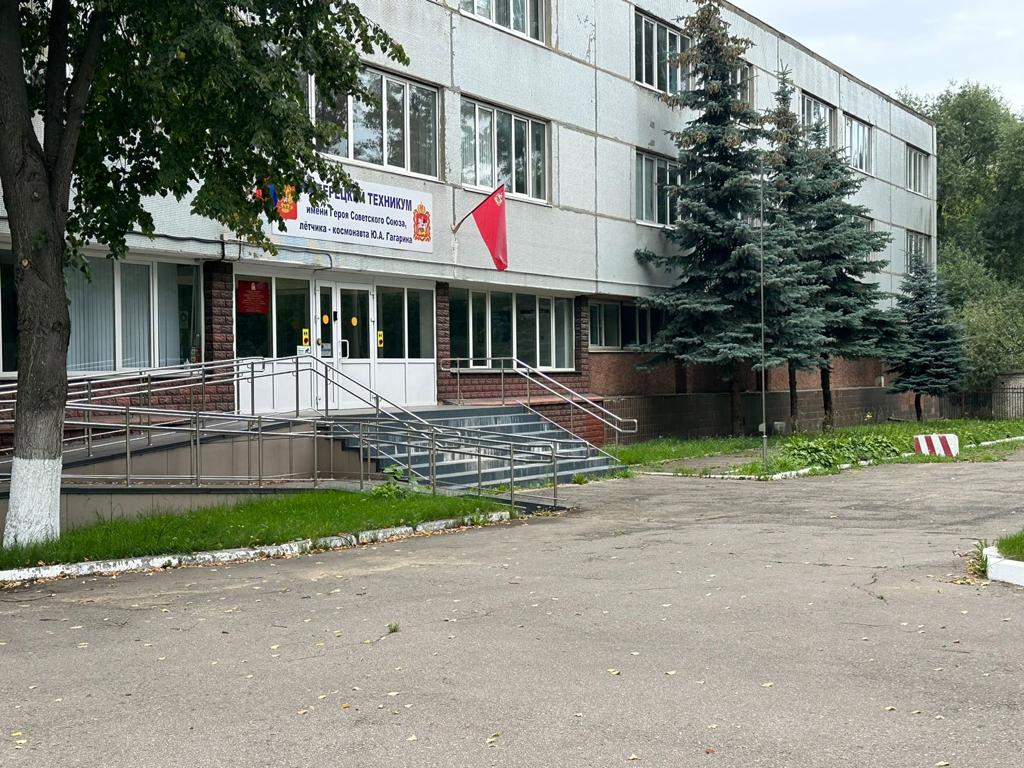 ТЕХНИКУМ
имени Героя Советского Союза,
лётчика - космонавта Ю.А. Гагарина